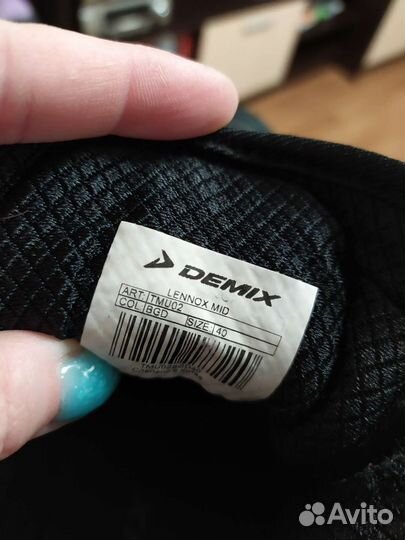 DEMIX
LENNOX MID
ART. TMU02
COL. BGD SIZE 40
Avito